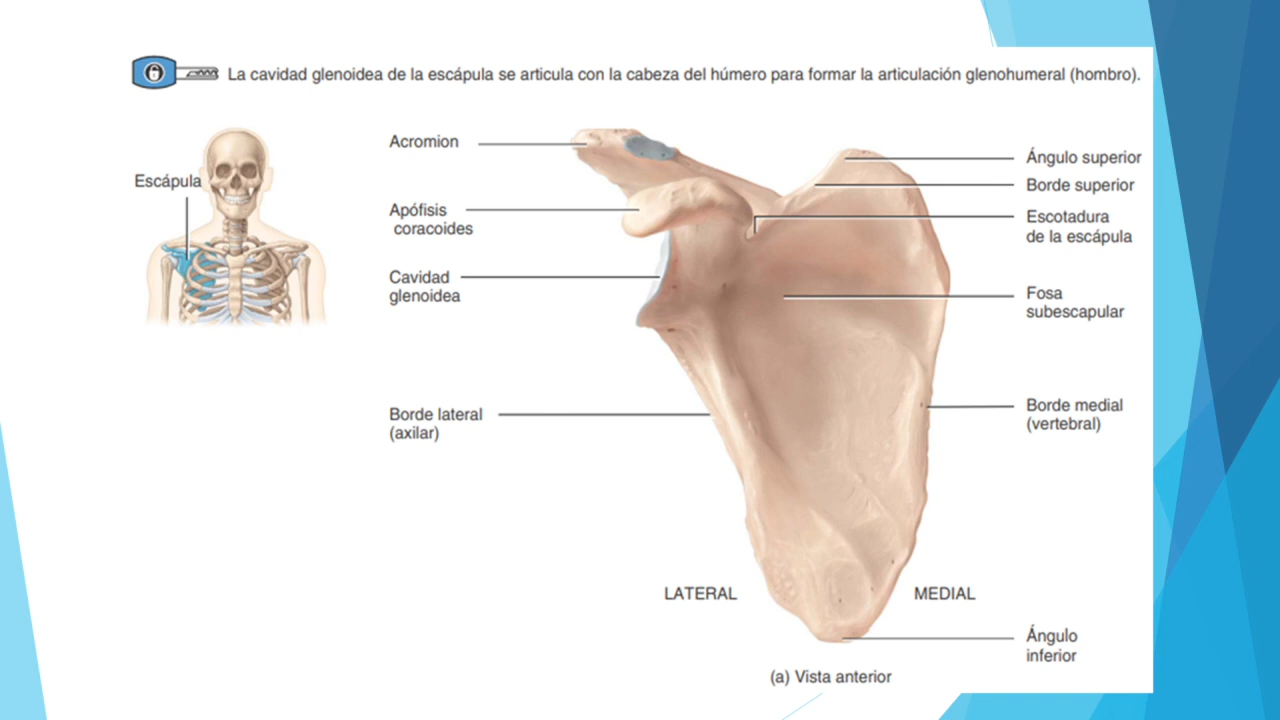 La cavidad glenoidea de la escápula se articula con la cabeza del húmero para formar la articulación glenohumeral (hombro).
Escápula
Acromion
Apófisis
coracoides
Cavidad
glenoidea
Borde lateral
(axilar)
Ángulo superior
Borde superior
Escotadura
de la escápula
Fosa
subescapular
Borde medial
(vertebral)
LATERAL
MEDIAL
Ángulo
inferior
(a) Vista anterior